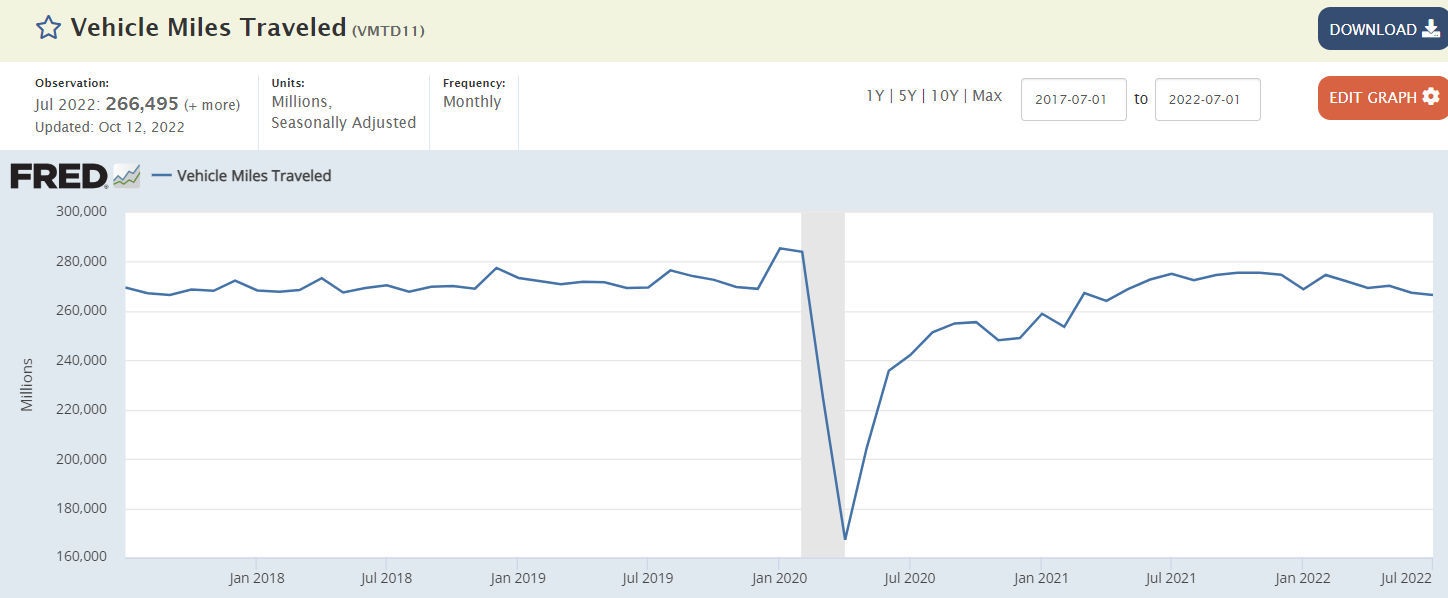 Vehicle Miles Traveled (VMTD11)
DOWNLOAD
Observation:
Jul 2022: 266,495 (+ more)
Updated: Oct 12, 2022
Units:
Millions,
Seasonally Adjusted
Frequency:
Monthly
1Y | 5Y | 10Y | Max
2017-07-01 to 2022-07-01
EDIT GRAPH
FRED
Vehicle Miles Traveled
300,000
280,000
260,000
240,000
220,000
200,000
180,000
160,000
Millions
Jan 2018
Jul 2018
Jan 2019
Jul 2019
Jan 2020
Jul 2020
Jan 2021
Jul 2021
Jan 2022
Jul 2022